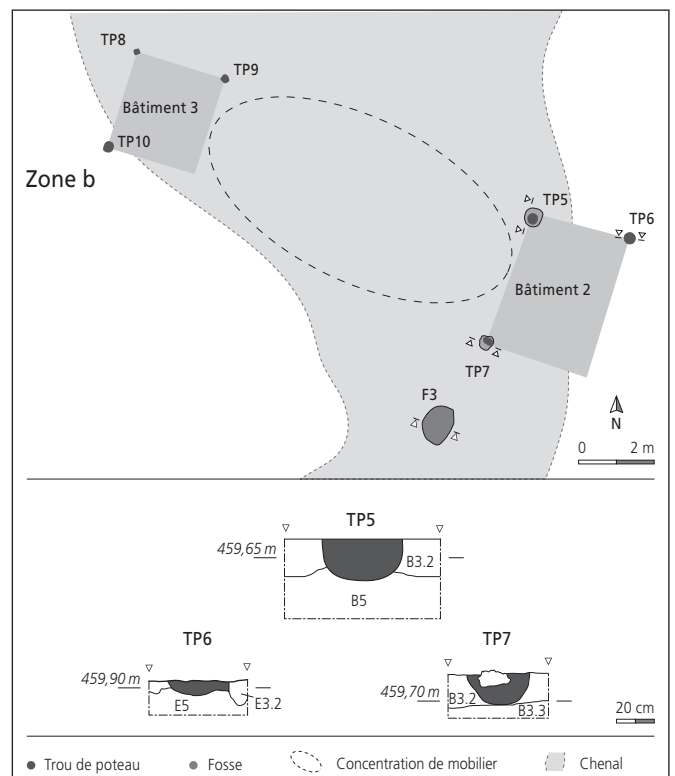 TP8
TP9
Bâtiment 3
TP10
Zone b
TP5
TP6
Bâtiment 2
TP7
F3
N
0 2 m
TP5
459,65 m
B3.2
B5
TP6
TP7
459,90 m
E5
E3.2
459,70 m
B3.2
B3.3
20 cm
Trou de poteau
Fosse
Concentration de mobilier
Chenal